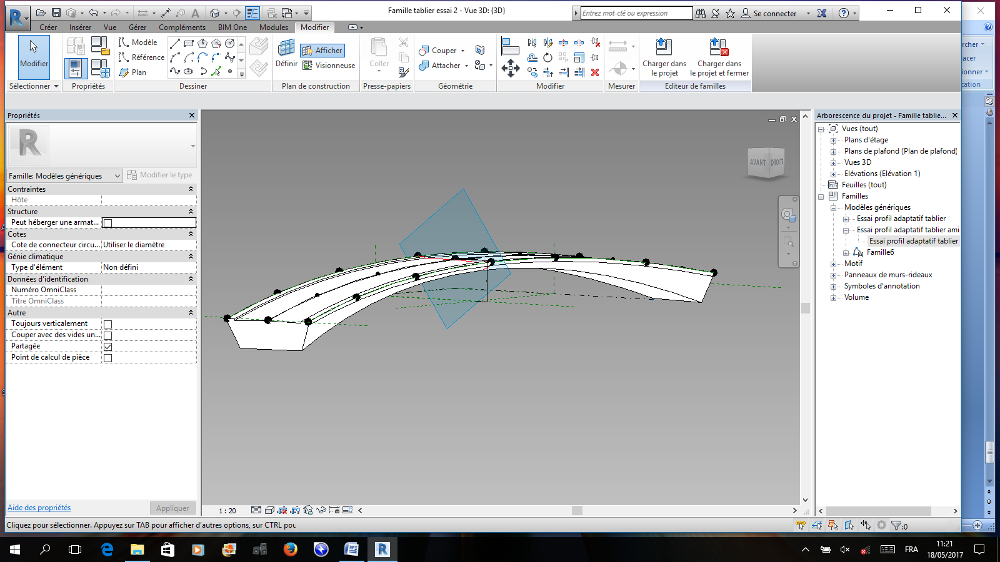 Famille tablier essai 2 - Vue 3D: {3D}
Entrez mot-clé ou expression
Se connecter
Créer Insérer Vue Gérer Compléments BIM One Modules Modifier
Modifier
Sélectionner
Propriétés
Modèle
Référence
Plan
Dessiner
Définir
Afficher
Visionneuse
Plan de construction
Coller
Presse-papiers
Couper
Attacher
Géométrie
Modifier
Mesurer
Charger dans
le projet
Charger dans
le projet et fermer
Editeur de familles
rcher
lacer
ionner
cation
Propriétés
Famille: Modèles génériques
Modifier le type
Contraintes
Hôte
Structure
Peut héberger une armat...
Cotes
Cote de connecteur circu... Utiliser le diamètre
Génie climatique
Type d'élément Non défini
Données d'identification
Numéro OmniClass
Titre OmniClass
Autre
Toujours verticalement
Couper avec des vides un...
Partagée
Point de calcul de pièce
Aide des propriétés
Appliquer
AVANT DROITE
1 : 20
Arborescence du projet - Famille tablie...
Vues (tout)
Plans d'étage
Plans de plafond (Plan de plafond)
Vues 3D
Elévations (Elévation 1)
Feuilles (tout)
Familles
Modèles génériques
Essai profil adaptatif tablier
Essai profil adaptatif tablier ami
Essai profil adaptatif tablier
Famille6
Motif
Panneaux de murs-rideaux
Symboles d'annotation
Volume
Cliquez pour sélectionner. Appuyez sur TAB pour afficher d'autres options, sur CTRL pou
:0
FRA
11:21
18/05/2017